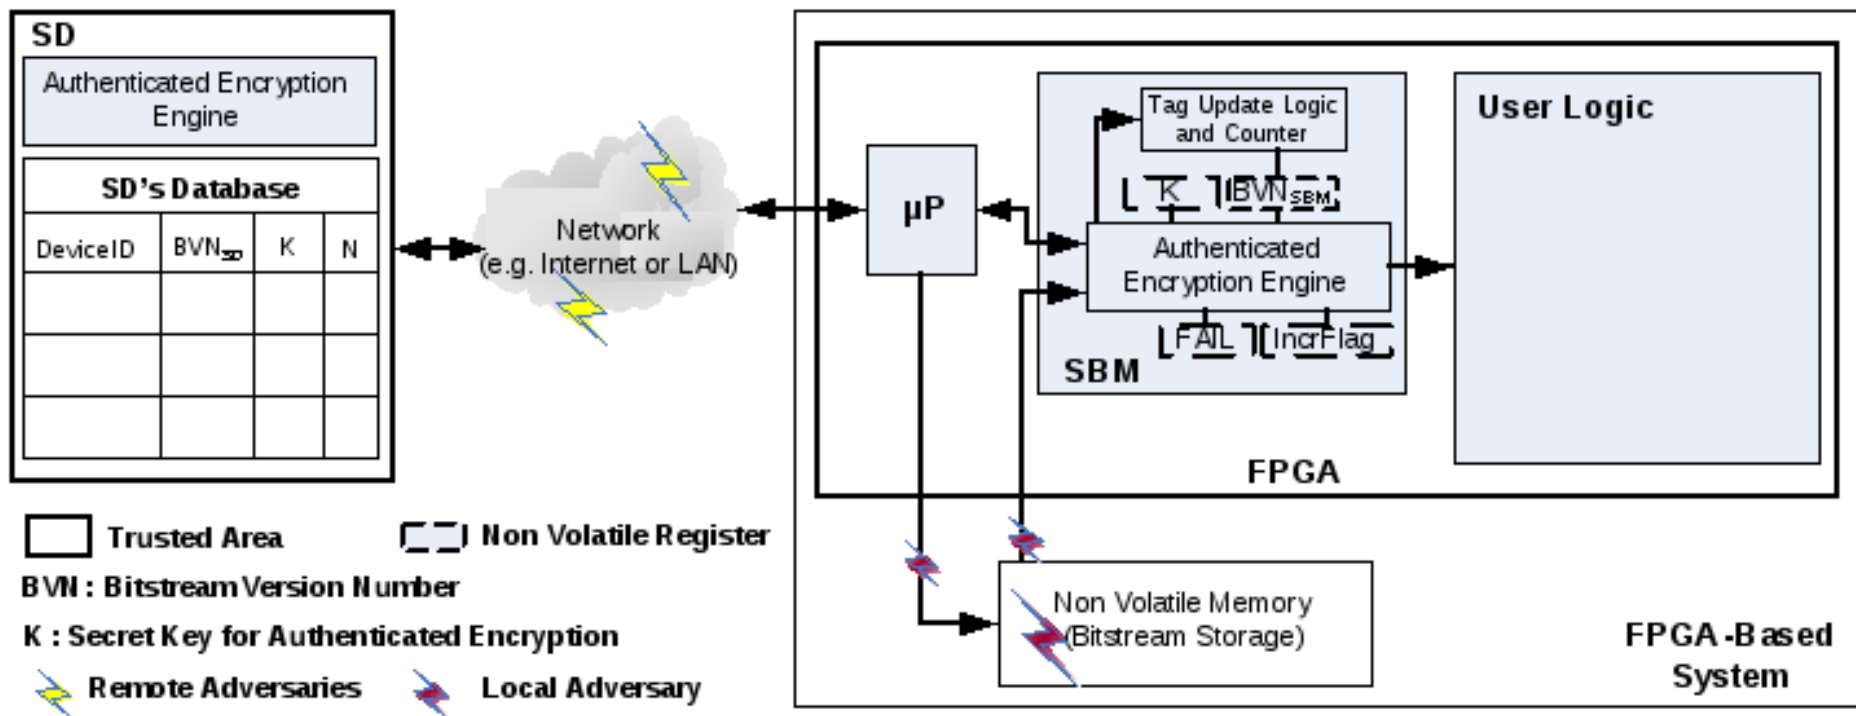 SD
Authenticated Encryption
Engine
SD's Database
DeviceID BVN_SD K N
Network
(e.g. Internet or LAN)
µP
Tag Update Logic
and Counter
K BVN_SBM
Authenticated
Encryption Engine
FAIL IncrFlag
SBM
User Logic
FPGA
Non Volatile Memory
(Bitstream Storage)
FPGA-Based
System
Trusted Area
Non Volatile Register
BVN : Bitstream Version Number
K : Secret Key for Authenticated Encryption
Remote Adversaries
Local Adversary